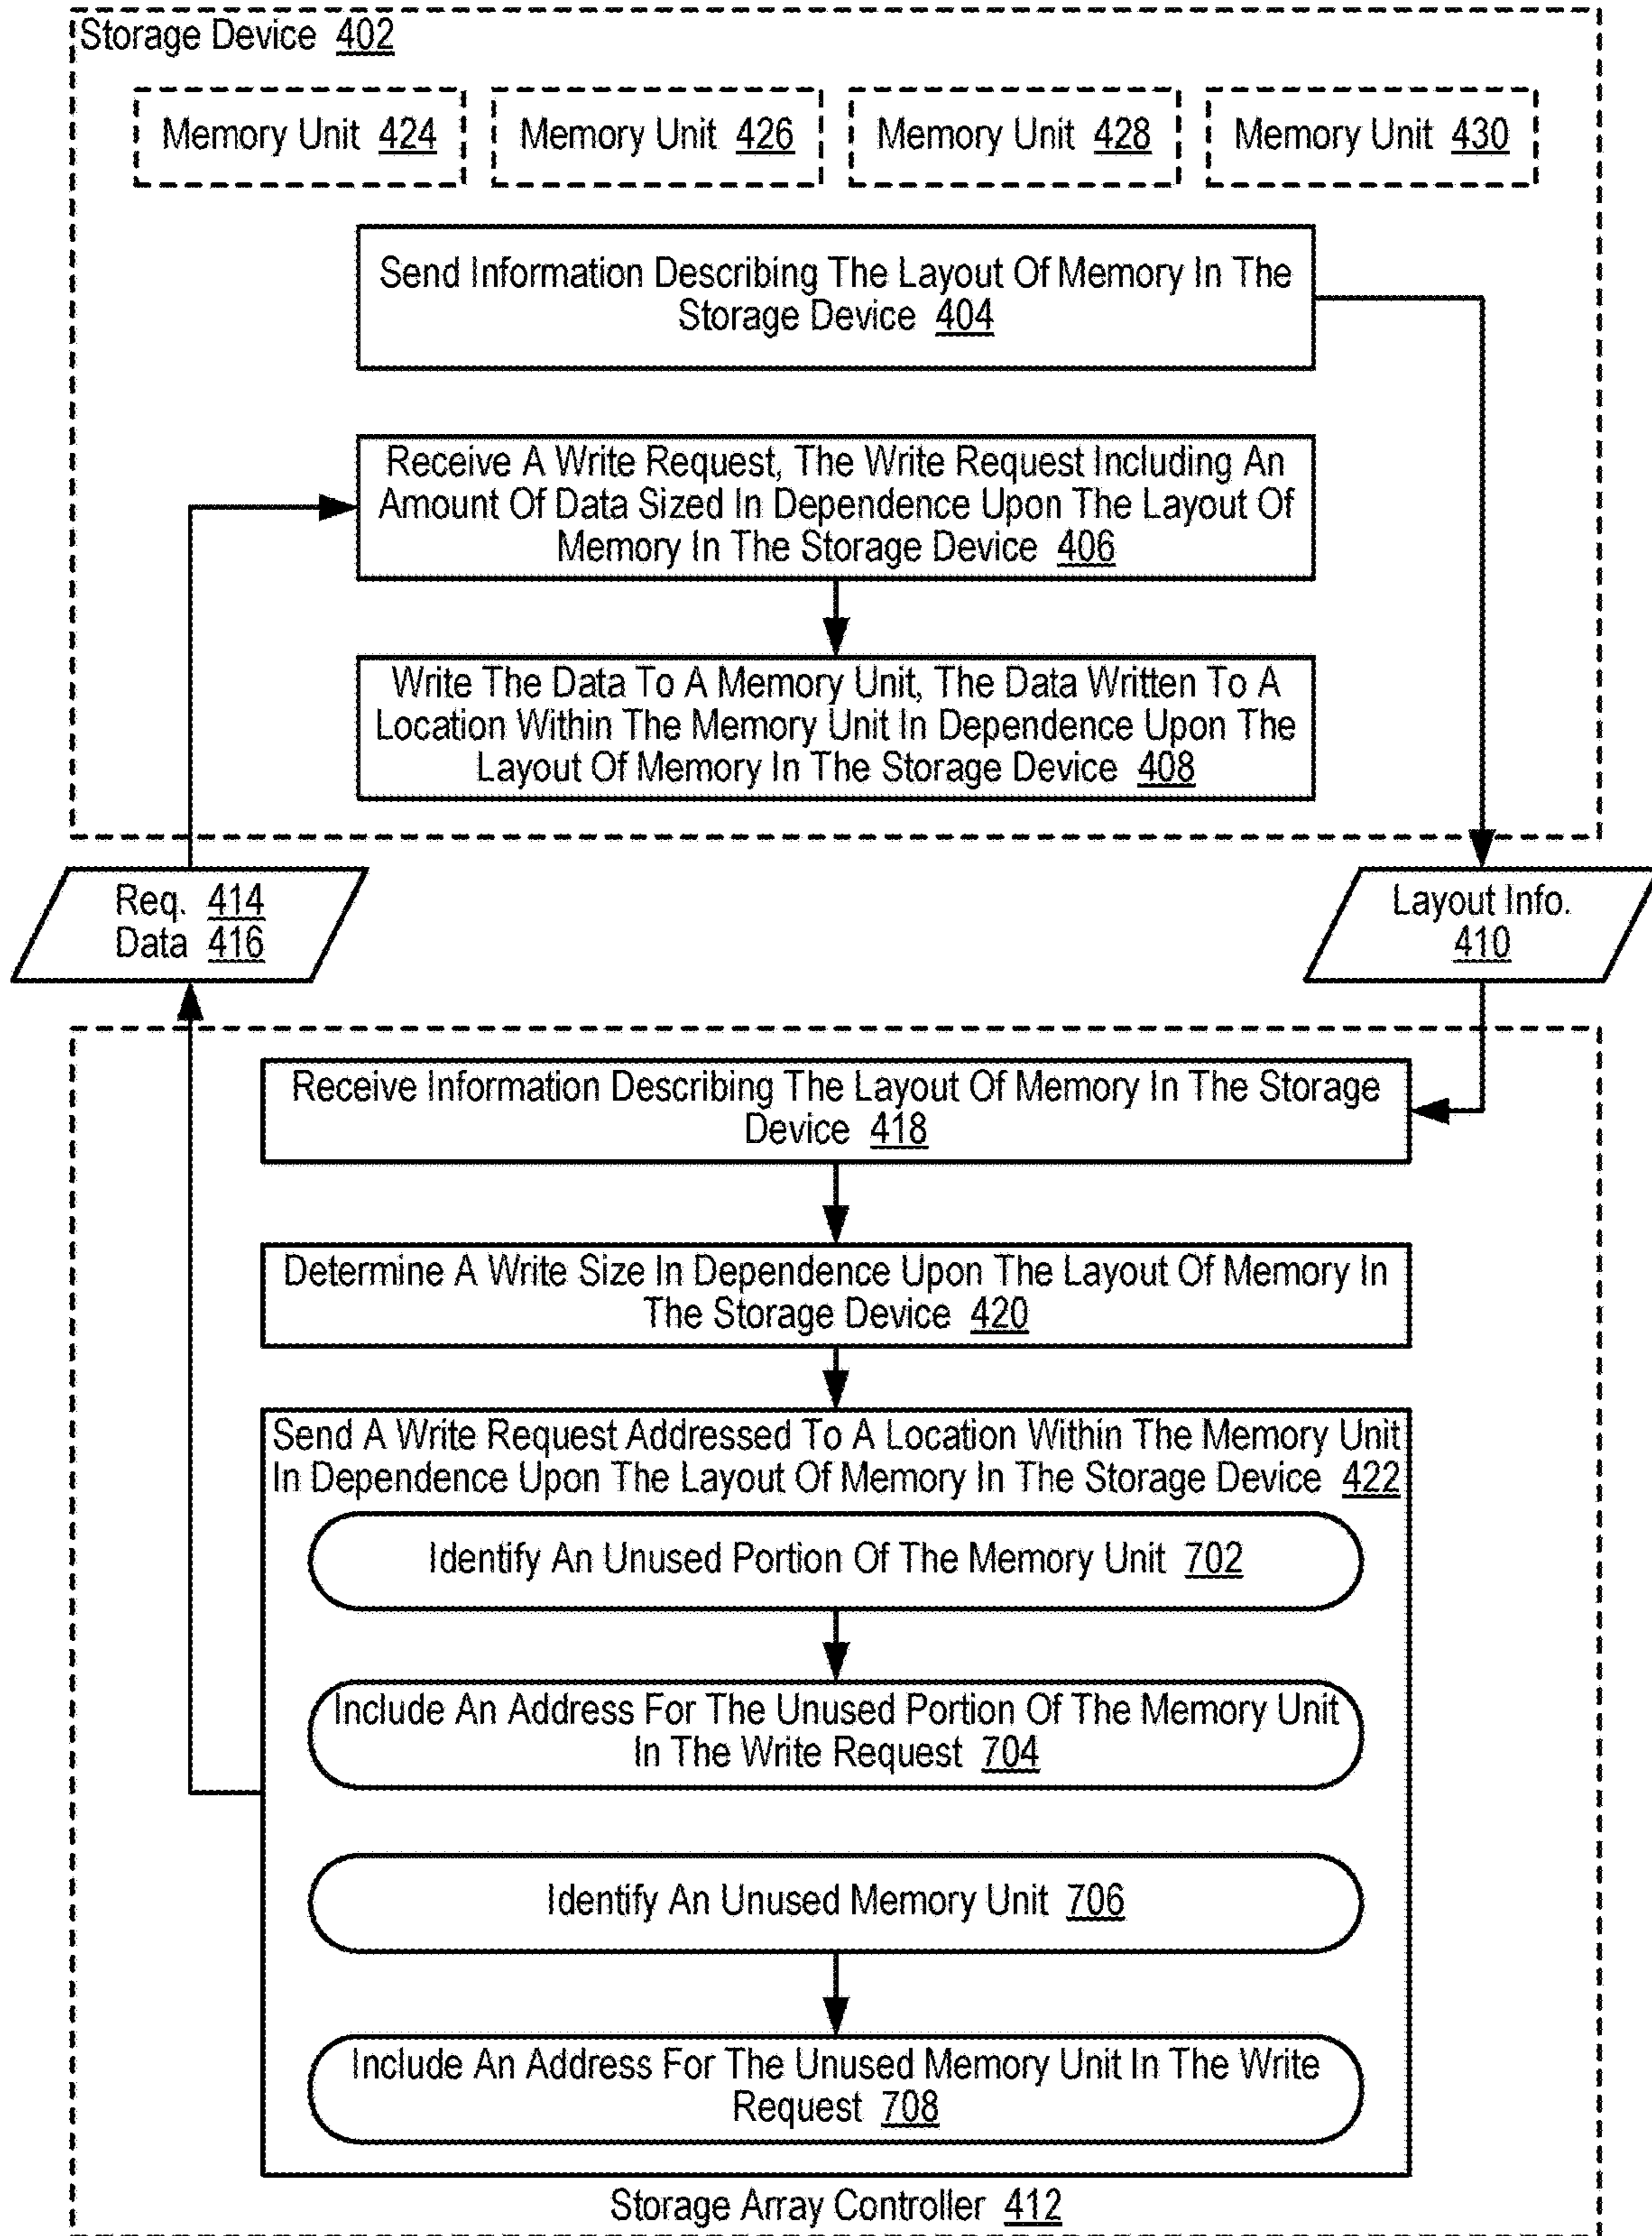 Storage Device 402
Memory Unit 424
Memory Unit 426
Memory Unit 428
Memory Unit 430
Send Information Describing The Layout Of Memory In The
Storage Device 404
Receive A Write Request, The Write Request Including An
Amount Of Data Sized In Dependence Upon The Layout Of
Memory In The Storage Device 406
Write The Data To A Memory Unit, The Data Written To A
Location Within The Memory Unit In Dependence Upon The
Layout Of Memory In The Storage Device 408
Req. 414
Data 416
Layout Info.
410
Receive Information Describing The Layout Of Memory In The Storage
Device 418
Determine A Write Size In Dependence Upon The Layout Of Memory In
The Storage Device 420
Send A Write Request Addressed To A Location Within The Memory Unit
In Dependence Upon The Layout Of Memory In The Storage Device 422
Identify An Unused Portion Of The Memory Unit 702
Include An Address For The Unused Portion Of The Memory Unit
In The Write Request 704
Identify An Unused Memory Unit 706
Include An Address For The Unused Memory Unit In The Write
Request 708
Storage Array Controller 412